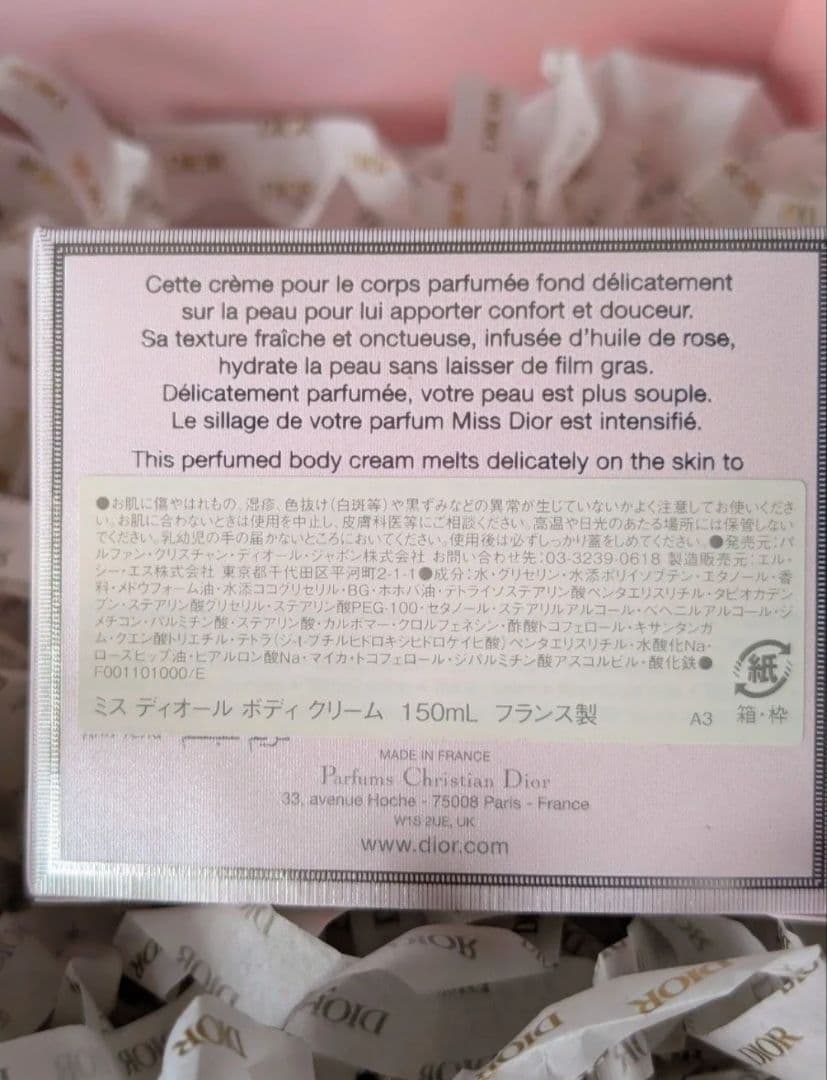 Cette crème pour le corps parfumée fond délicatement
sur la peau pour lui apporter confort et douceur.
Sa texture fraîche et onctueuse, infusée d'huile de rose,
hydrate la peau sans laisser de film gras.
Délicatement parfumée, votre peau est plus souple.
Le sillage de votre parfum Miss Dior est intensifié.
This perfumed body cream melts delicately on the skin to
●お肌に傷やはれもの、湿疹、色抜け(白斑等)や黒ずみなどの異常が生じていないかよく注意してお使いくださ
い。お肌に合わないときは使用を中止し、皮膚科医等にご相談ください。高温や日光のあたる場所には保管しない
でください。乳幼児の手の届かないところにおいてください。使用後は必ずしっかり蓋をしめてください。●発売元:パ
ルファン・クリスチャン・ディオール・ジャポン株式会社 お問い合わせ先:03-3239-0618 製造販売元:エル・
シー・エス株式会社 東京都千代田区平河町2-1-1●成分:水・グリセリン・水添ポリイソブテン・エタノール・香
料・メドウフォーム油・水添ココグリセリル・BG・ホホバ油・テトライソステアリン酸ペンタエリスリチル・タピオカデン
プン・ステアリン酸グリセリル・ステアリン酸PEG-100・セタノール・ステアリルアルコール・ベヘニルアルコール・ジ
メチコン・パルミチン酸・ステアリン酸・カルボマー・クロルフェネシン・酢酸トコフェロール・キサンタンガ
ム・クエン酸トリエチル・テトラ(ジ-t-ブチルヒドロキシヒドロケイヒ酸)ペンタエリスリチル・水酸化Na・
ローズヒップ油・ヒアルロン酸Na・マイカ・トコフェロール・ジパルミチン酸アスコルビル・酸化鉄●
F001101000/E
紙
ミス ディオール ボディ クリーム 150mL フランス製 A3 箱・枠
MADE IN FRANCE
Parfums Christian Dior
33, avenue Hoche - 75008 Paris - France
W1S 2UE, UK
www.dior.com
DIOR
DIOR
DIOR
DIOR
DIOR
DIOR